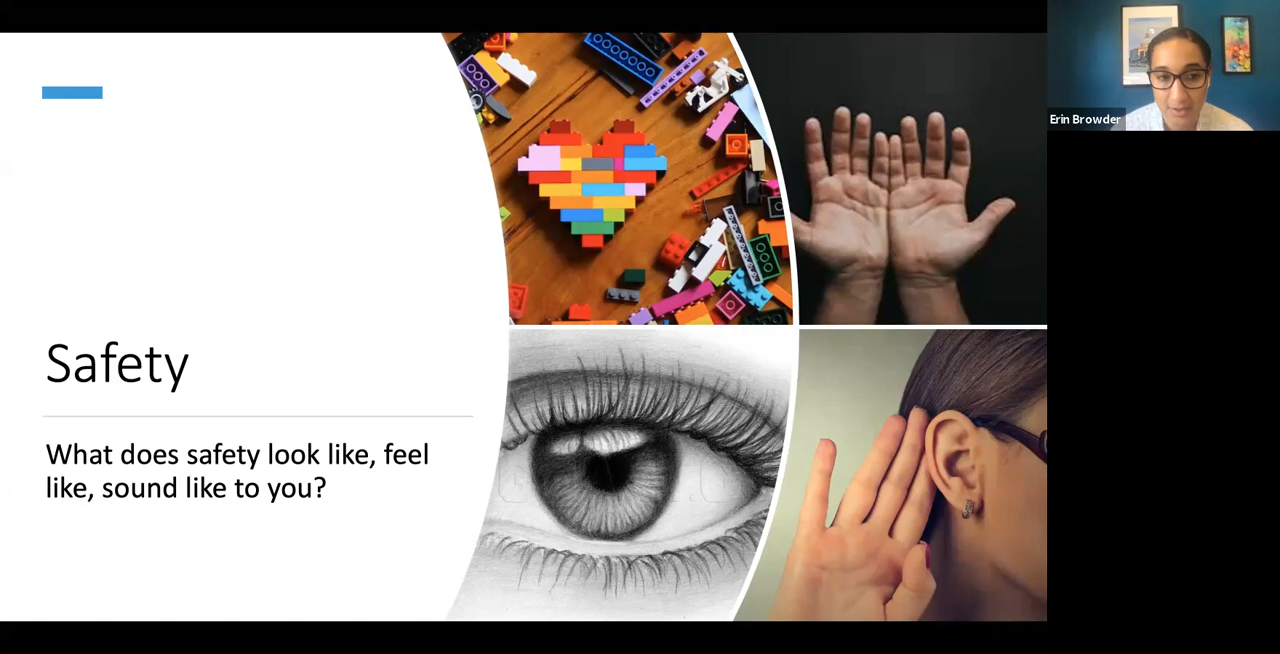 Erin Browder
Safety
What does safety look like, feel
like, sound like to you?